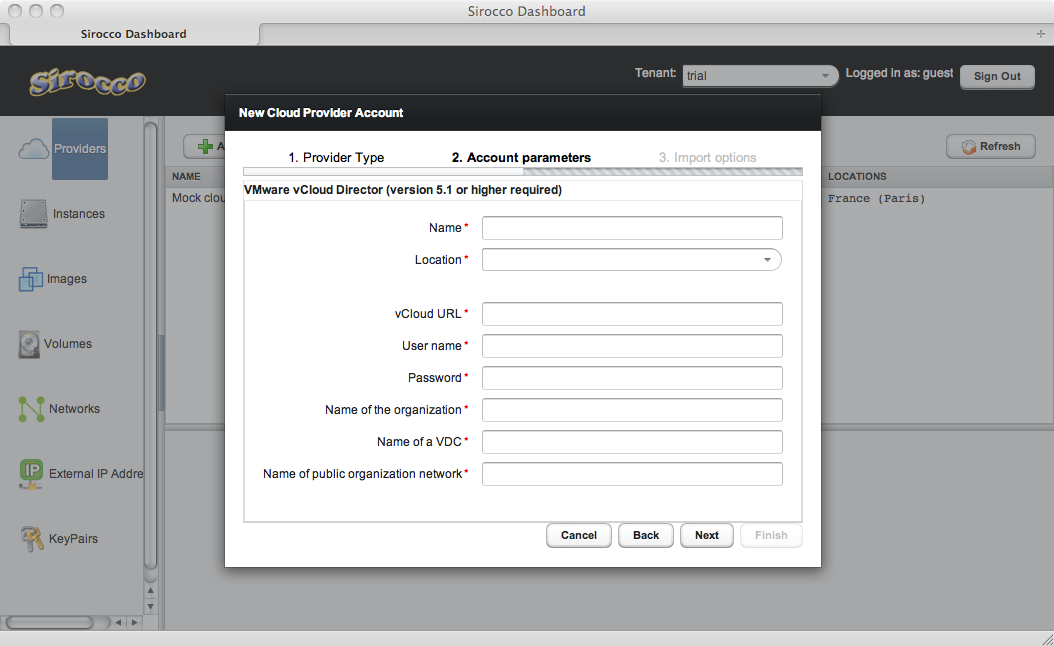 Sirocco Dashboard
Sirocco Dashboard
Sirocco
Tenant: trial Logged in as: guest Sign Out
New Cloud Provider Account
1. Provider Type 2. Account parameters 3. Import options
VMware vCloud Director (version 5.1 or higher required)
Name*
Location*
vCloud URL*
User name*
Password*
Name of the organization*
Name of a VDC*
Name of public organization network*
Cancel Back Next Finish
Providers
Instances
Images
Volumes
Networks
IP External IP Addre
KeyPairs
A Refresh
NAME LOCATIONS
Mock clou France (Paris)